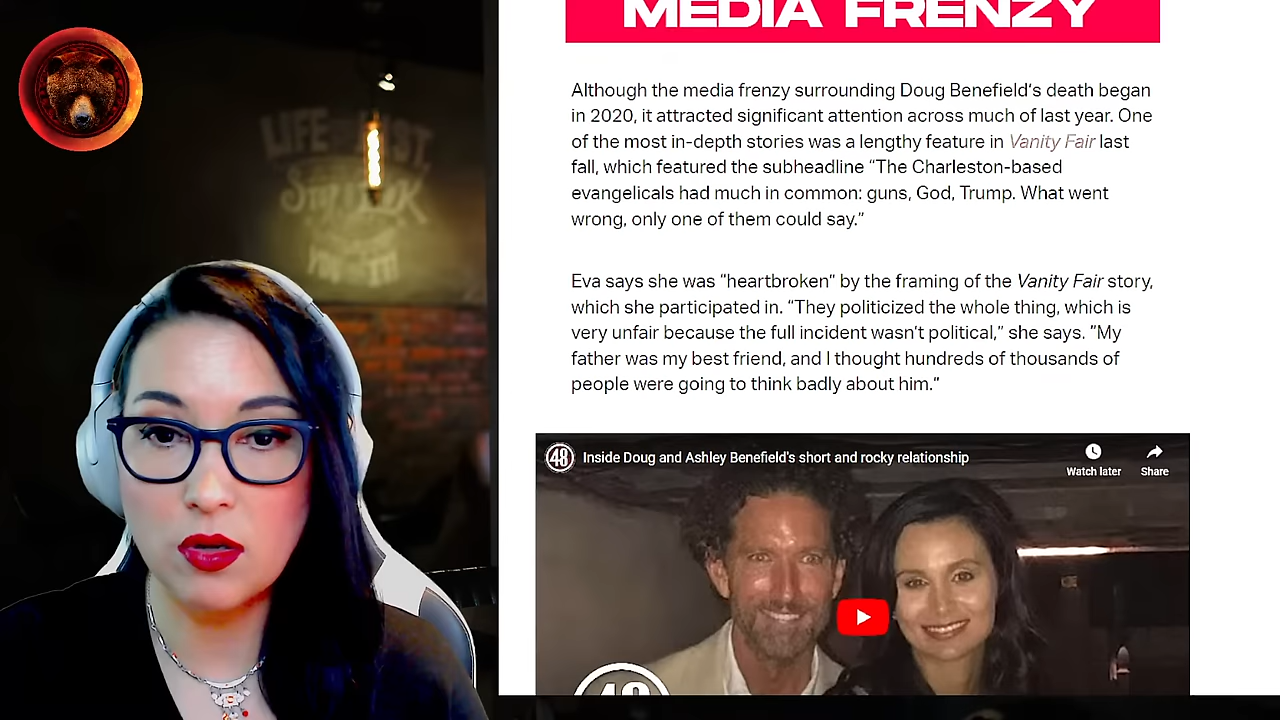 MEDIA FRENZY
Although the media frenzy surrounding Doug Benefield's death began
in 2020, it attracted significant attention across much of last year. One
of the most in-depth stories was a lengthy feature in Vanity Fair last
fall, which featured the subheadline “The Charleston-based
evangelicals had much in common: guns, God, Trump. What went
wrong, only one of them could say.”
Eva says she was “heartbroken” by the framing of the Vanity Fair story,
which she participated in. “They politicized the whole thing, which is
very unfair because the full incident wasn’t political,” she says. “My
father was my best friend, and I thought hundreds of thousands of
people were going to think badly about him.”
48
Inside Doug and Ashley Benefield's short and rocky relationship
Watch later
Share
48
LIFE